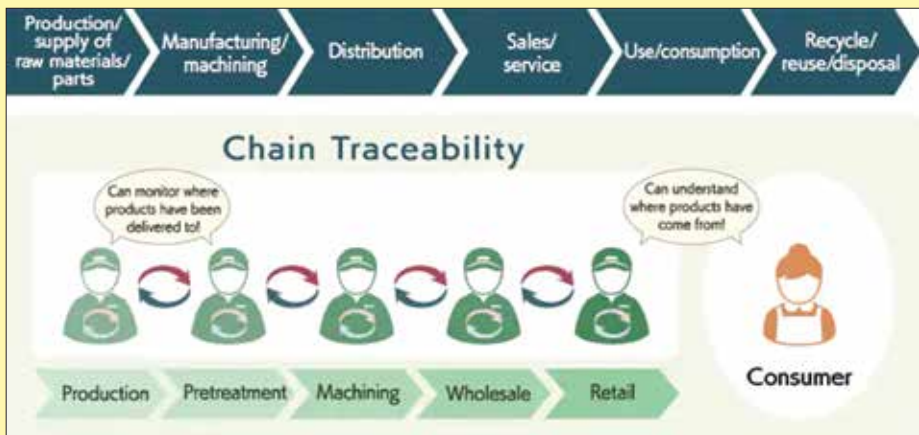 Production/
supply of
raw materials/
parts
Manufacturing/
machining
Distribution
Sales/
service
Use/consumption
Recycle/
reuse/disposal
Chain Traceability
Can monitor where
products have been
delivered to!
Can understand
where products have
come from!
Production
Pretreatment
Machining
Wholesale
Retail
Consumer